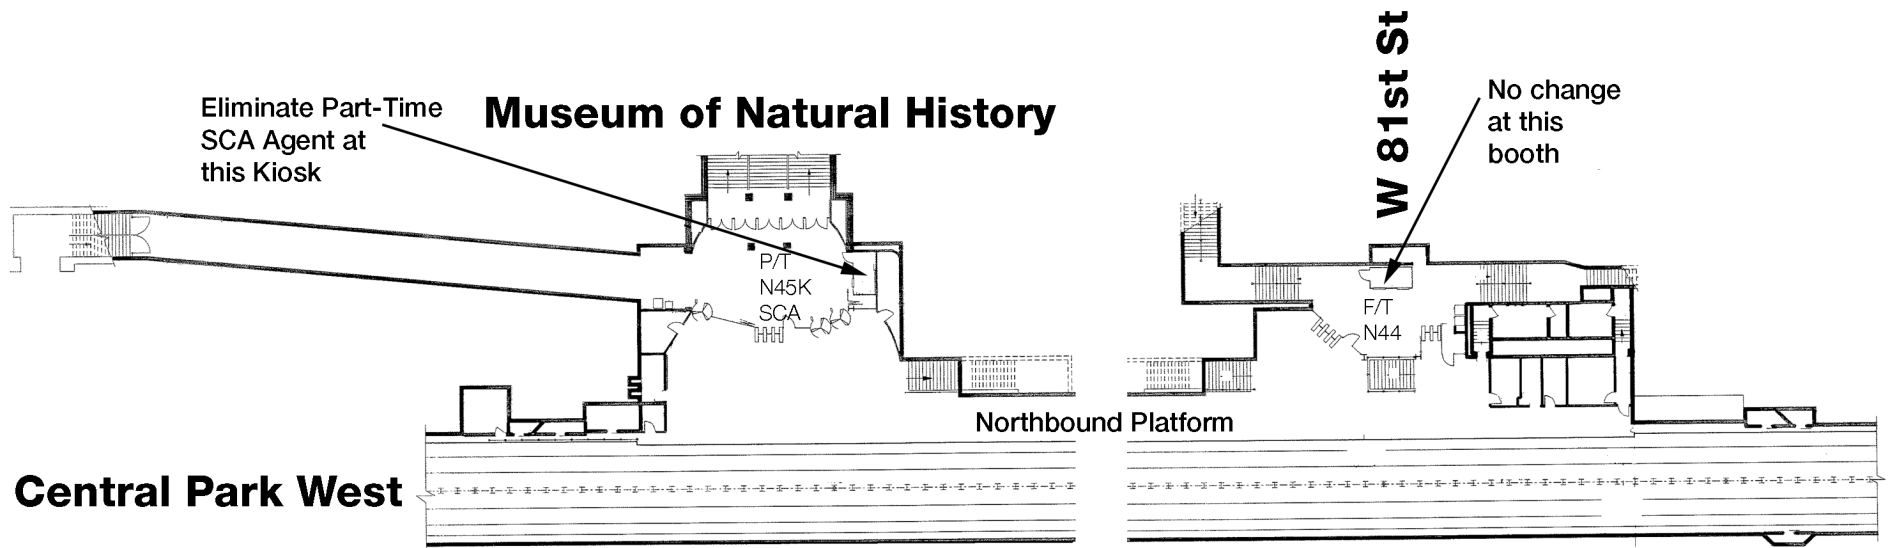 Eliminate Part-Time
SCA Agent at
this Kiosk
Museum of Natural History
W 81st St
No change
at this
booth
P/T
N45K
SCA
F/T
N44
Northbound Platform
Central Park West